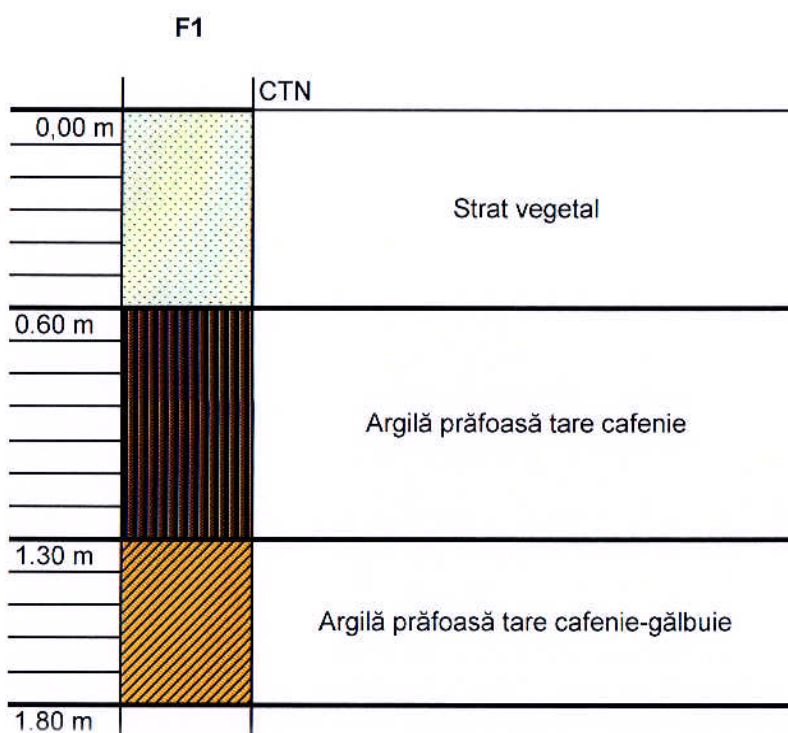 F1
CTN
0,00 m
Strat vegetal
0.60 m
Argilă prăfoasă tare cafenie
1.30 m
Argilă prăfoasă tare cafenie-gălbuie
1.80 m